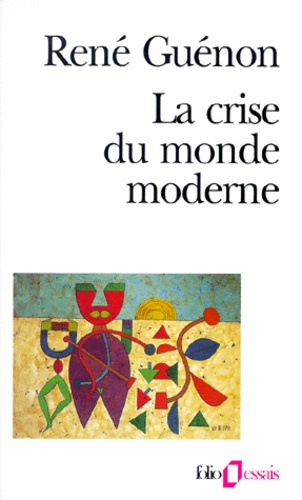 René Guénon
La crise
du monde
moderne
folio essais